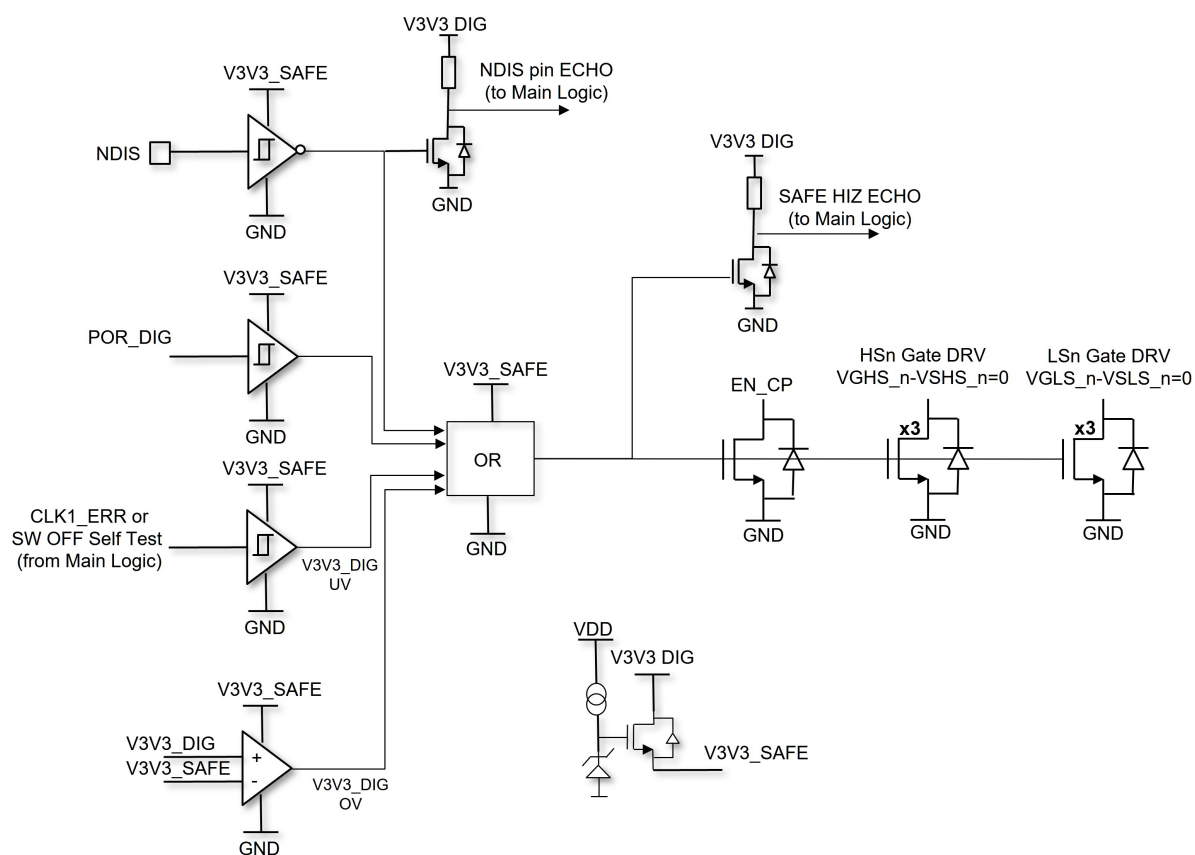 V3V3 DIG
NDIS pin ECHO
(to Main Logic)
V3V3_SAFE
NDIS
GND
GND
V3V3 DIG
SAFE HIZ ECHO
(to Main Logic)
GND
V3V3_SAFE
POR_DIG
GND
V3V3_SAFE
OR
GND
EN_CP
GND
HSn Gate DRV
VGHS_n-VSHS_n=0
x3
GND
LSn Gate DRV
VGLS_n-VSLS_n=0
x3
GND
V3V3_SAFE
CLK1_ERR or
SW OFF Self Test
(from Main Logic)
V3V3_DIG
UV
GND
V3V3_SAFE
V3V3_DIG
+
V3V3_SAFE
-
V3V3_DIG
OV
GND
VDD
V3V3 DIG
V3V3_SAFE